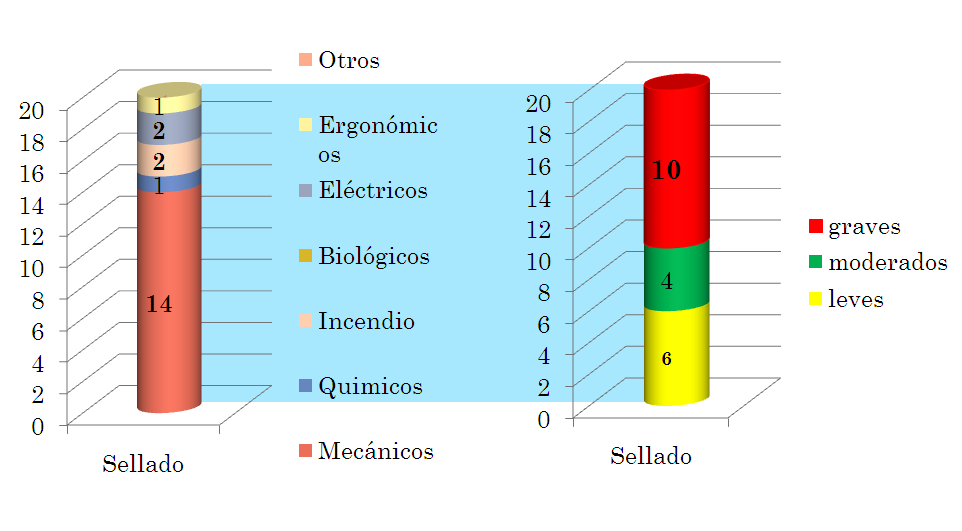 20
18
16
14
12
10
8
6
4
2
0
1
2
2
1
14
Sellado
Otros
Ergonómic
os
Eléctricos
Biológicos
Incendio
Quimicos
Mecánicos
20
18
16
14
12
10
8
6
4
2
0
10
4
6
Sellado
graves
moderados
leves